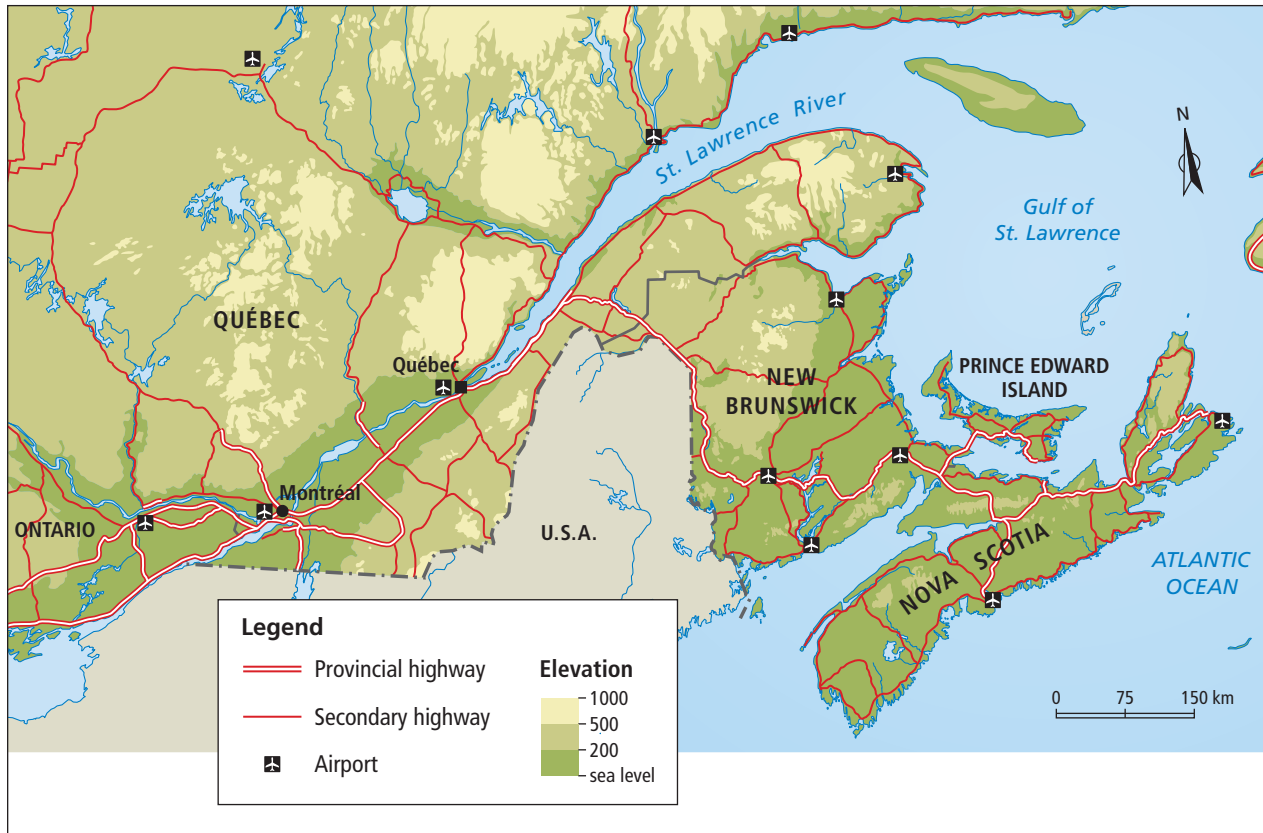 St. Lawrence River
N
Gulf of
St. Lawrence
QUÉBEC
Québec
PRINCE EDWARD
ISLAND
NEW
BRUNSWICK
Montréal
ONTARIO
U.S.A.
NOVA SCOTIA
ATLANTIC
OCEAN
Legend
Provincial highway
Secondary highway
Airport
Elevation
1000
500
200
sea level
0 75 150 km